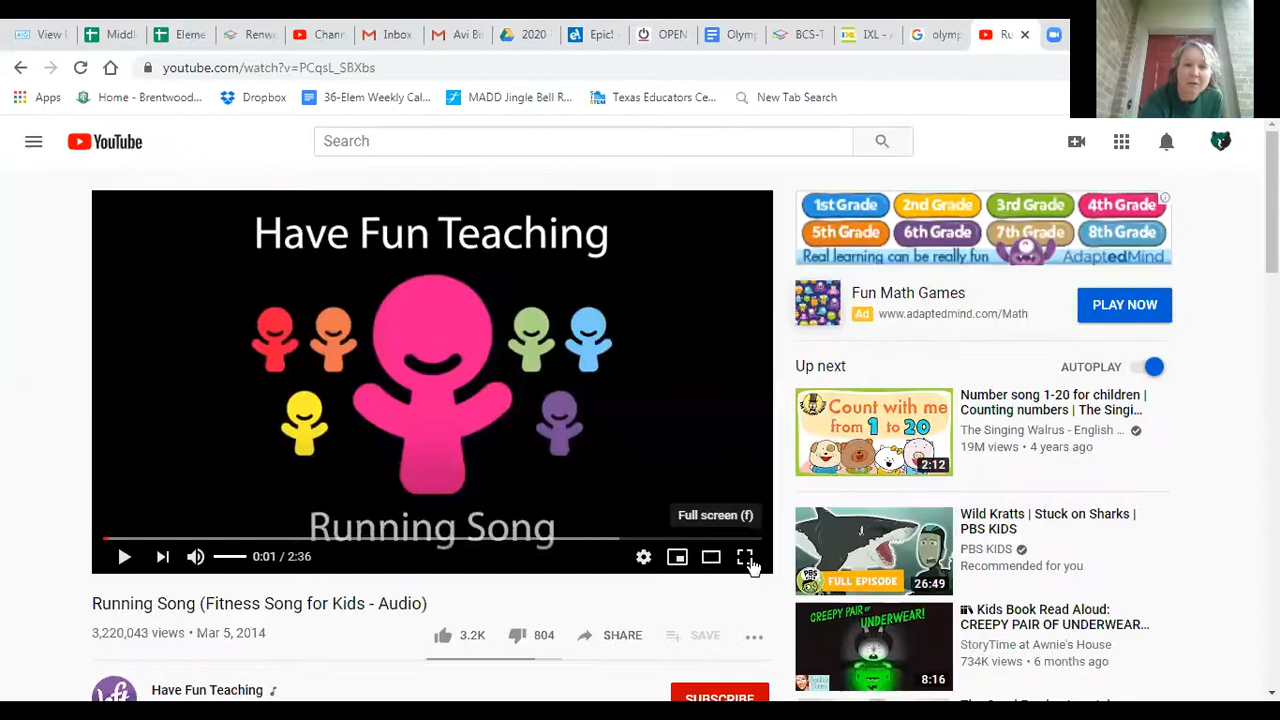 View
Middl
Eleme
Renwe
Chann
Inbox
Avi Bi
2020
Epic!
OPEN
Olymp
BCS-T
IXL - A
olymp
Ru
youtube.com/watch?v=PCqsL_SBXbs
Apps
Home - Brentwood...
Dropbox
36-Elem Weekly Cal...
MADD Jingle Bell R...
Texas Educators Ce...
New Tab Search
YouTube
Search
Have Fun Teaching
Running Song
Full screen (f)
0:01 / 2:36
Running Song (Fitness Song for Kids - Audio)
3,220,043 views • Mar 5, 2014
3.2K
804
SHARE
SAVE
Have Fun Teaching
SUBSCRIBE
1st Grade
2nd Grade
3rd Grade
4th Grade
5th Grade
6th Grade
7th Grade
8th Grade
Real learning can be really fun
AdaptedMind
Fun Math Games
Ad www.adaptedmind.com/Math
PLAY NOW
Up next
AUTOPLAY
Count with me
from 1 to 20
2:12
Number song 1-20 for children |
Counting numbers | The Singi...
The Singing Walrus - English ...
19M views • 4 years ago
PBS KIDS
FULL EPISODE
26:49
Wild Kratts | Stuck on Sharks |
PBS KIDS
PBS KIDS
Recommended for you
CREEPY PAIR OF UNDERWEAR!
8:16
Kids Book Read Aloud:
CREEPY PAIR OF UNDERWEAR...
StoryTime at Awnie's House
734K views • 6 months ago